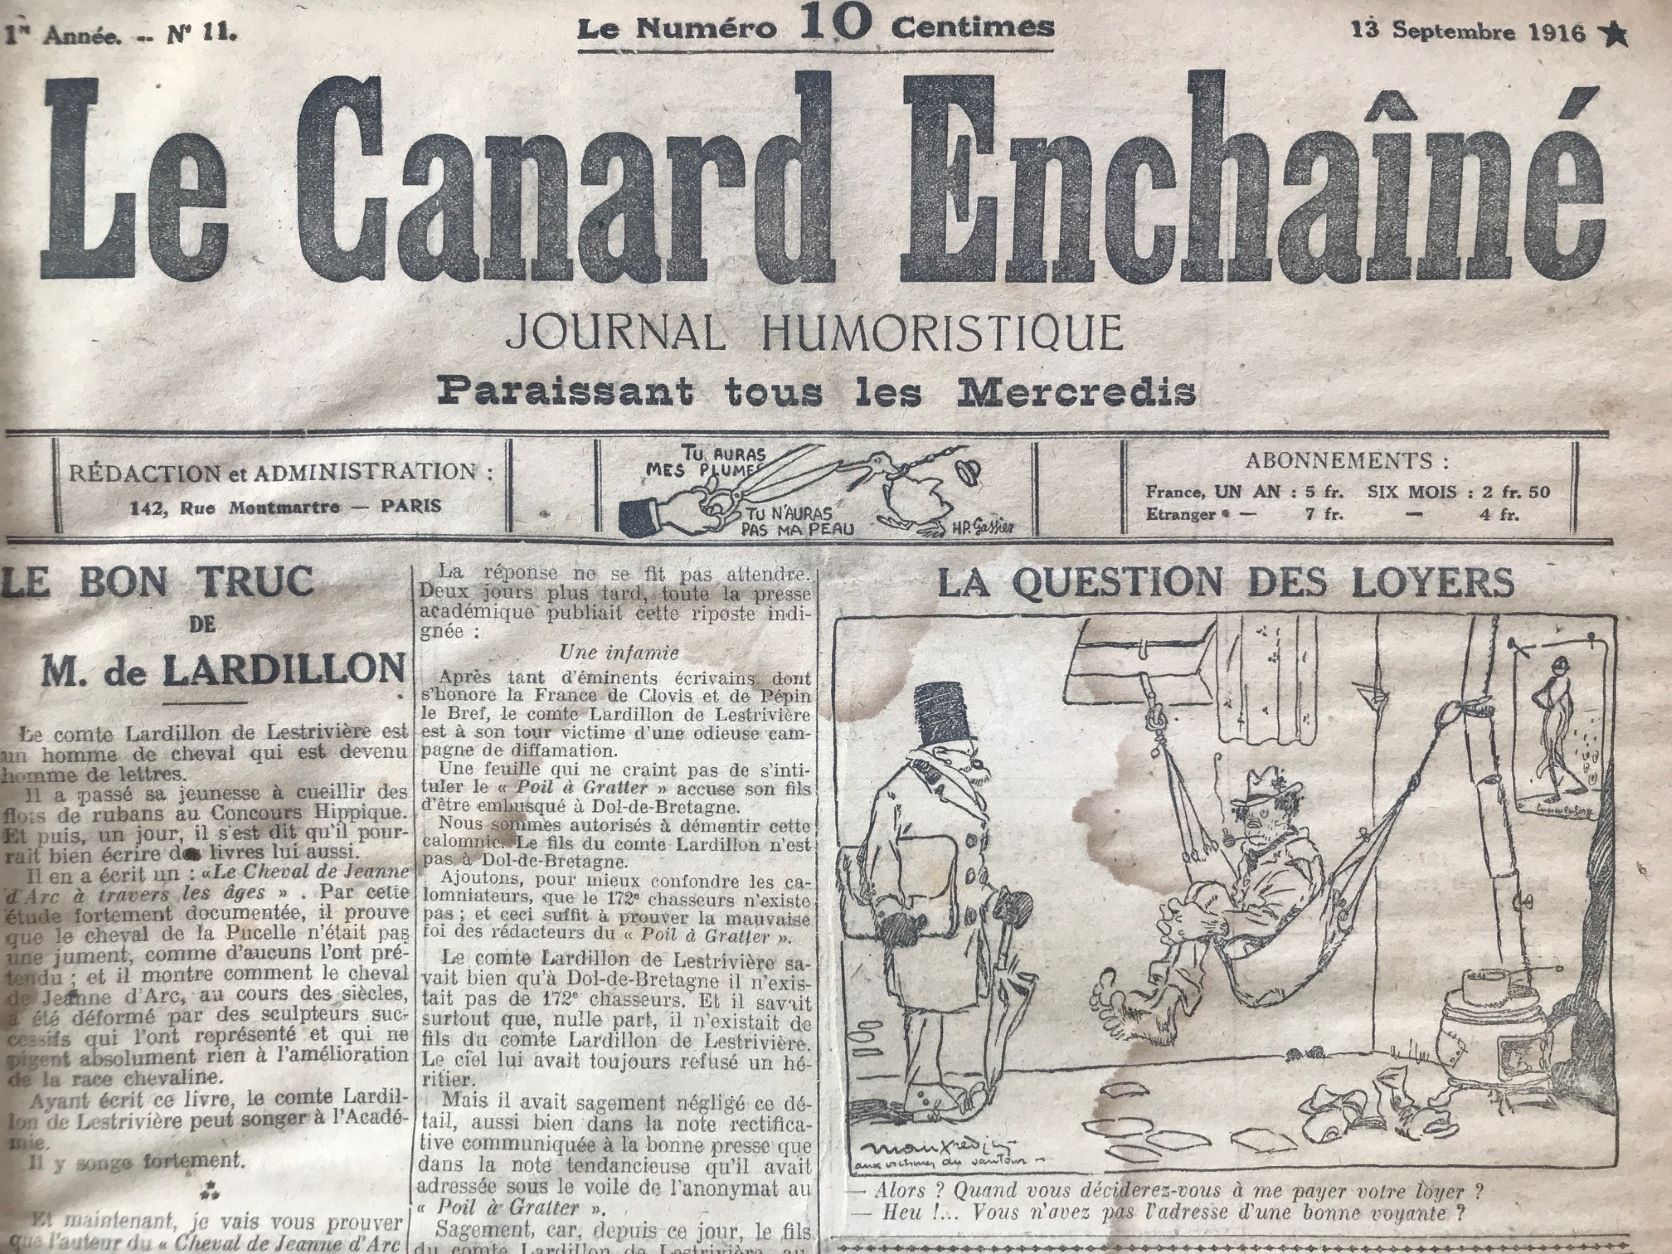 1re Année. -- N° 11.
Le Numéro 10 Centimes
13 Septembre 1916
Le Canard Enchaîné
JOURNAL HUMORISTIQUE
Paraissant tous les Mercredis
RÉDACTION et ADMINISTRATION :
142, Rue Montmartre — PARIS
TU AURAS
MES PLUMES
TU N'AURAS
PAS MA PEAU
H.P. Gassier
ABONNEMENTS :
France, UN AN : 5 fr. SIX MOIS : 2 fr. 50
Etranger — 7 fr. — 4 fr.
LE BON TRUC
DE
M. de LARDILLON
Le comte Lardillon de Lestrivière est
un homme de cheval qui est devenu
homme de lettres.
Il a passé sa jeunesse à cueillir des
flots de rubans au Concours Hippique.
Et puis, un jour, il s'est dit qu'il pour-
rait bien écrire des livres lui aussi.
Il en a écrit un : «Le Cheval de Jeanne
d'Arc à travers les âges» . Par cette
étude fortement documentée, il prouve
que le cheval de la Pucelle n'était pas
une jument, comme d'aucuns l'ont pré-
tendu ; et il montre comment le cheval
de Jeanne d'Arc, au cours des siècles,
a été déformé par des sculpteurs suc-
cessifs qui l'ont représenté et qui ne
pigent absolument rien à l'amélioration
de la race chevaline.
Ayant écrit ce livre, le comte Lardil-
lon de Lestrivière peut songer à l'Acadé-
mie.
Il y songe fortement.
Et maintenant, je vais vous prouver
que l'auteur du « Cheval de Jeanne d'Arc
La réponse ne se fit pas attendre.
Deux jours plus tard, toute la presse
académique publiait cette riposte indi-
gnée :
Une infamie
Après tant d'éminents écrivains dont
s'honore la France de Clovis et de Pépin
le Bref, le comte Lardillon de Lestrivière
est à son tour victime d'une odieuse cam-
pagne de diffamation.
Une feuille qui ne craint pas de s'inti-
tuler le « Poil à Gratter » accuse son fils
d'être embusqué à Dol-de-Bretagne.
Nous sommes autorisés à démentir cette
calomnie. Le fils du comte Lardillon n'est
pas à Dol-de-Bretagne.
Ajoutons, pour mieux confondre les ca-
lomniateurs, que le 172e chasseurs n'existe
pas ; et ceci suffit à prouver la mauvaise
foi des rédacteurs du « Poil à Gratter ».
Le comte Lardillon de Lestrivière sa-
vait bien qu'à Dol-de-Bretagne il n'exis-
tait pas de 172e chasseurs. Et il savait
surtout que, nulle part, il n'existait de
fils du comte Lardillon de Lestrivière.
Le ciel lui avait toujours refusé un hé-
ritier.
Mais il avait sagement négligé ce dé-
tail, aussi bien dans la note rectifica-
tive communiquée à la bonne presse que
dans la note tendancieuse qu'il avait
adressée sous le voile de l'anonymat au
« Poil à Gratter ».
Sagement, car, depuis ce jour, le fils
du comte Lardillon de Lestrivière, au
LA QUESTION DES LOYERS
aux victimes du vautour
— Alors ? Quand vous déciderez-vous à me payer votre loyer ?
— Heu !... Vous n'avez pas l'adresse d'une bonne voyante ?